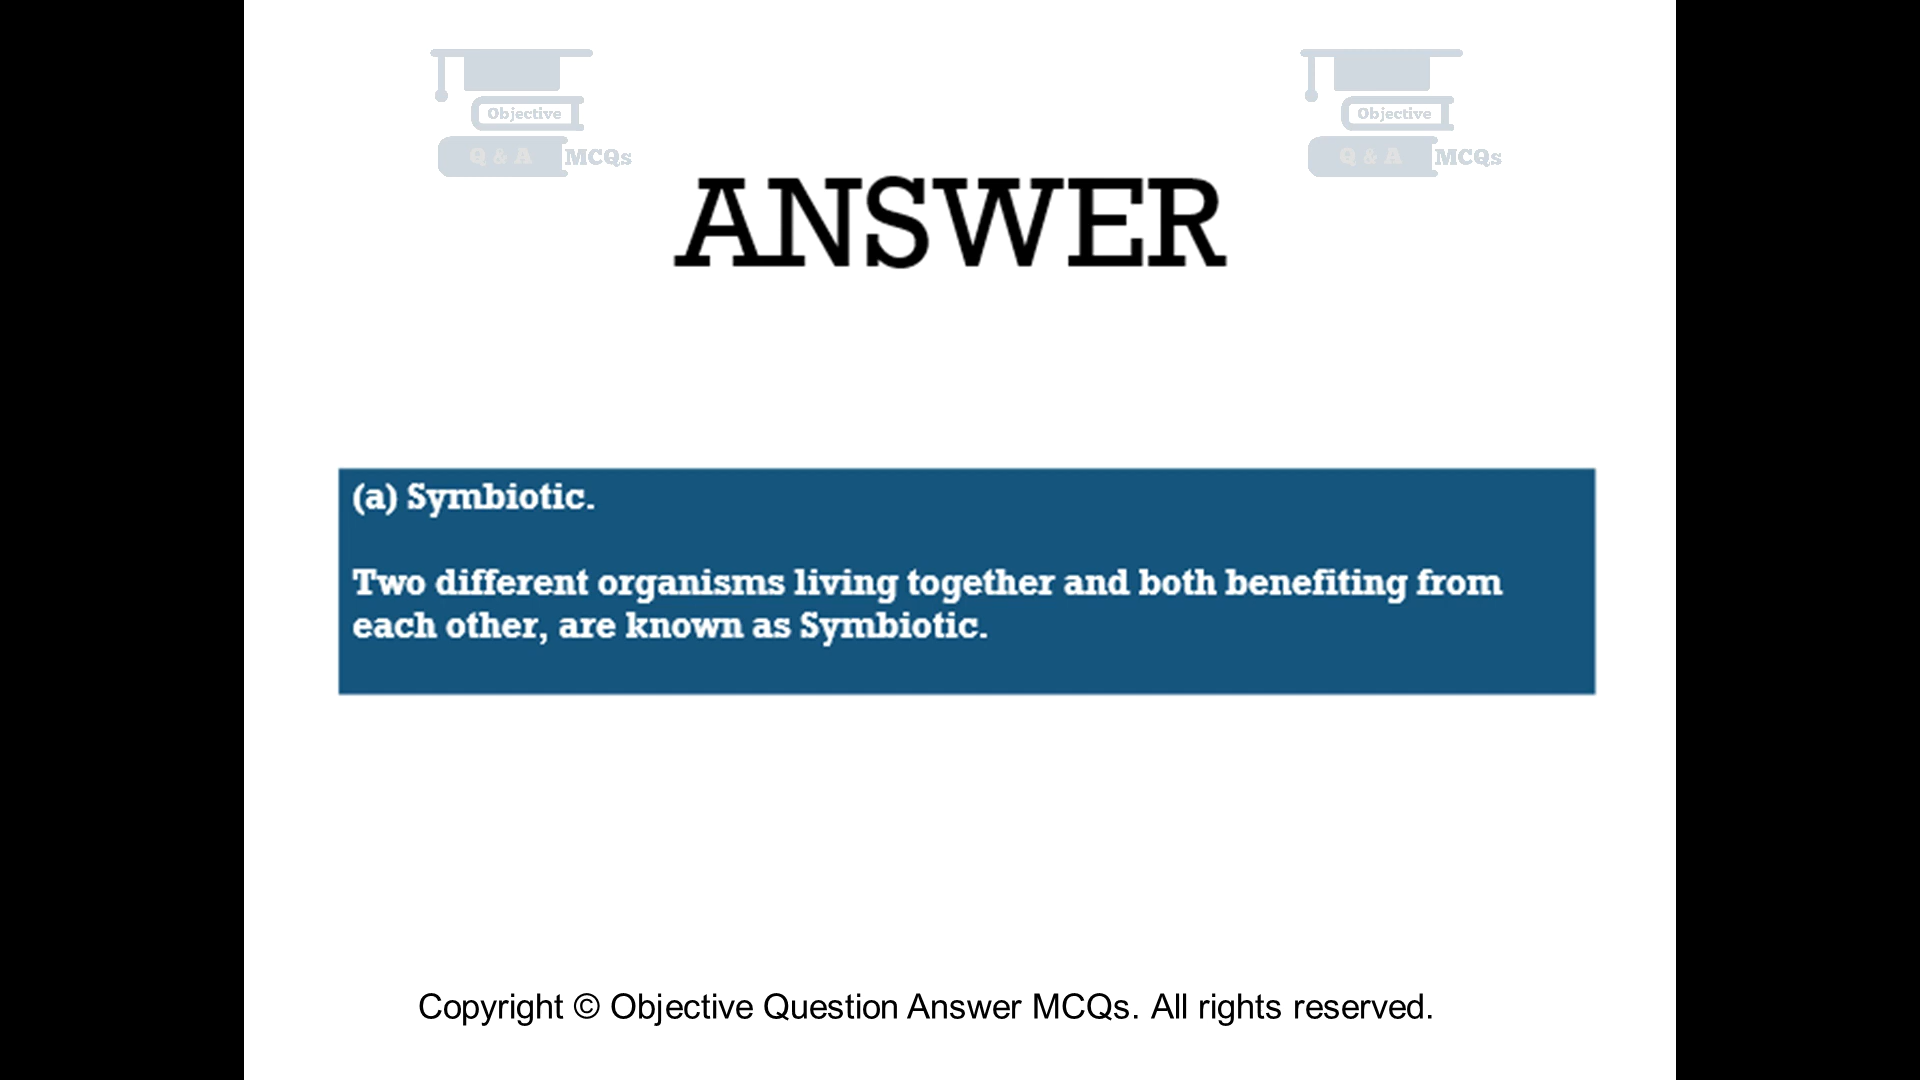 Objective
Q & A MCQs
Objective
Q & A MCQs
ANSWER
(a) Symbiotic.
Two different organisms living together and both benefiting from
each other, are known as Symbiotic.
Copyright © Objective Question Answer MCQs. All rights reserved.